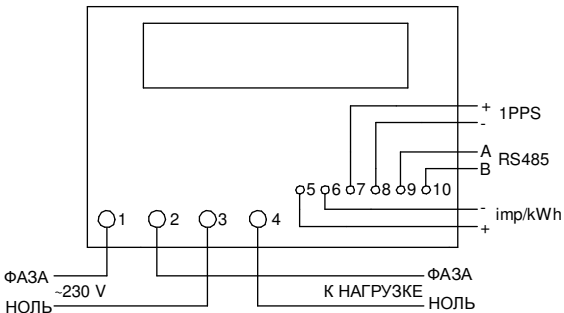 + 1PPS
-
A RS485
B
5 6 7 8 9 10
- imp/kWh
+
1 2 3 4
ФАЗА ФАЗА
~230 V К НАГРУЗКЕ
НОЛЬ НОЛЬ